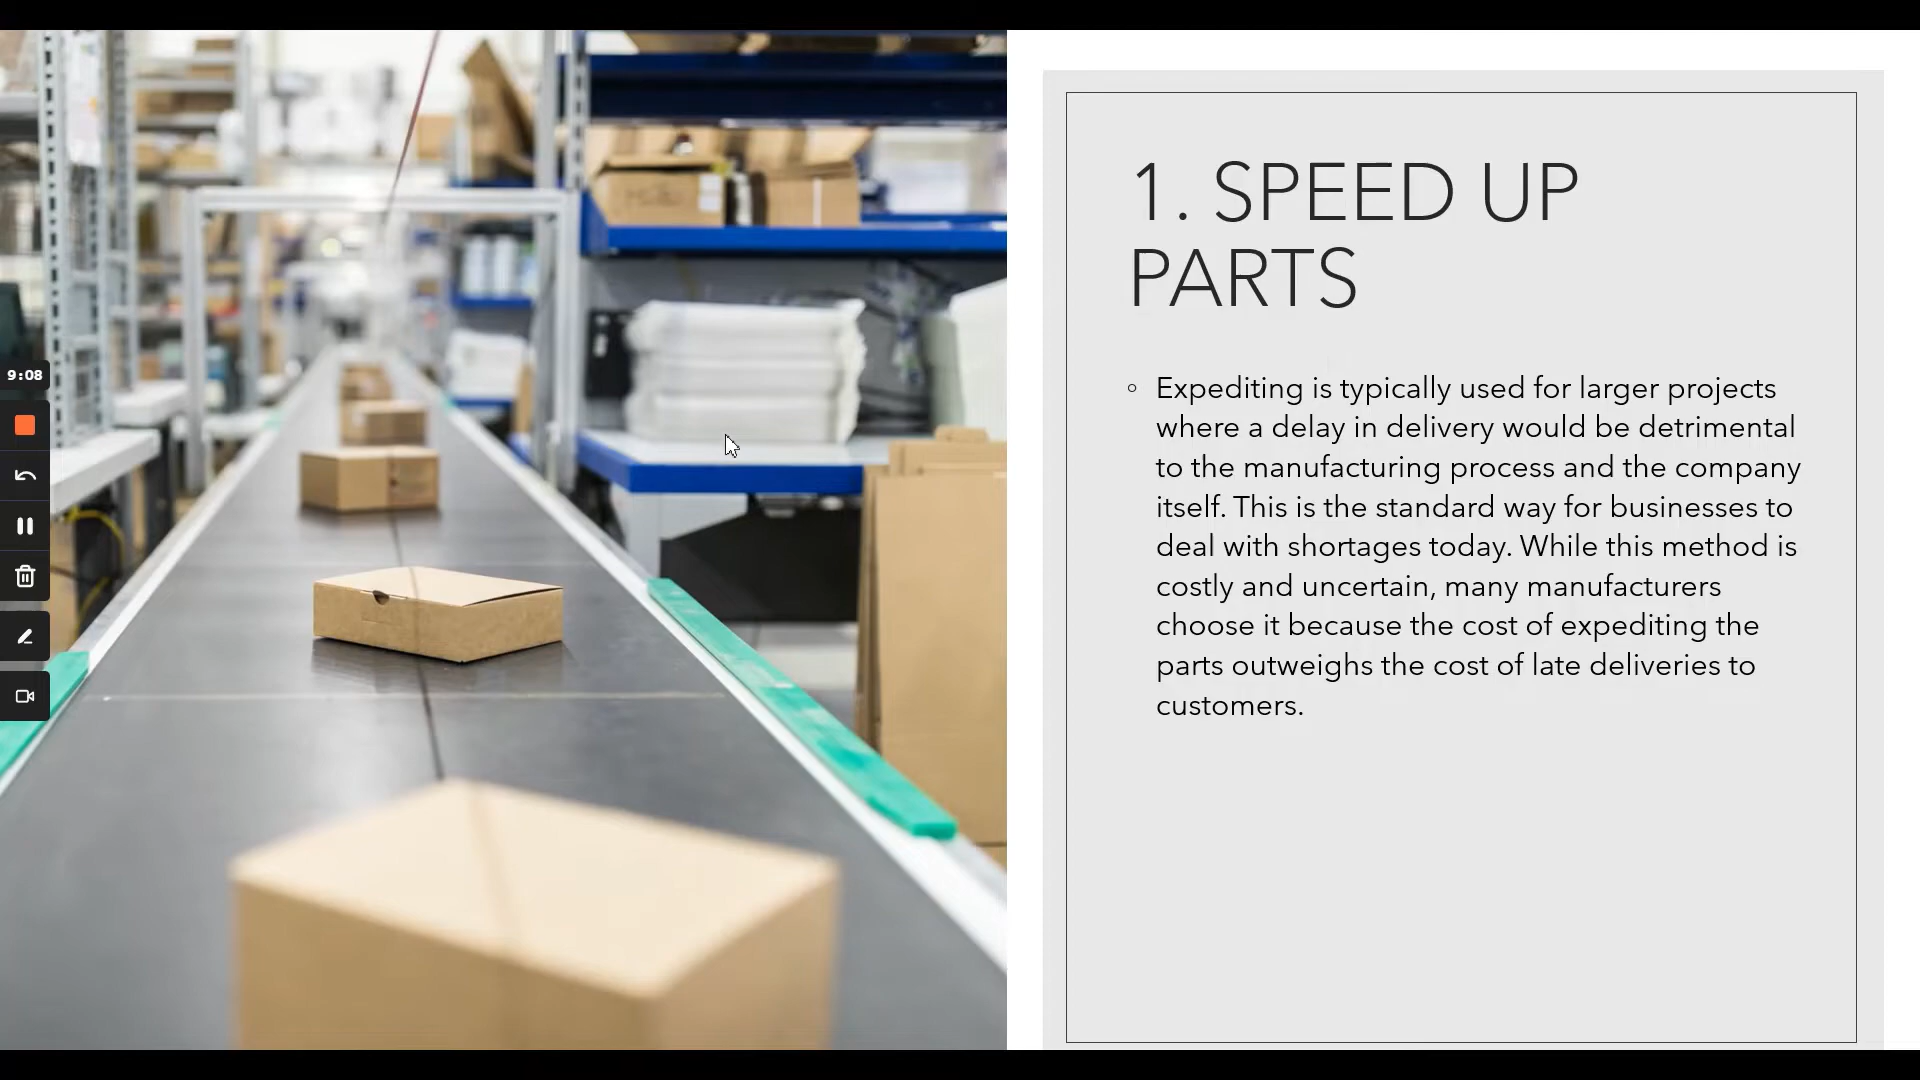 1. SPEED UP
PARTS
9:08
Expediting is typically used for larger projects
where a delay in delivery would be detrimental
to the manufacturing process and the company
itself. This is the standard way for businesses to
deal with shortages today. While this method is
costly and uncertain, many manufacturers
choose it because the cost of expediting the
parts outweighs the cost of late deliveries to
customers.